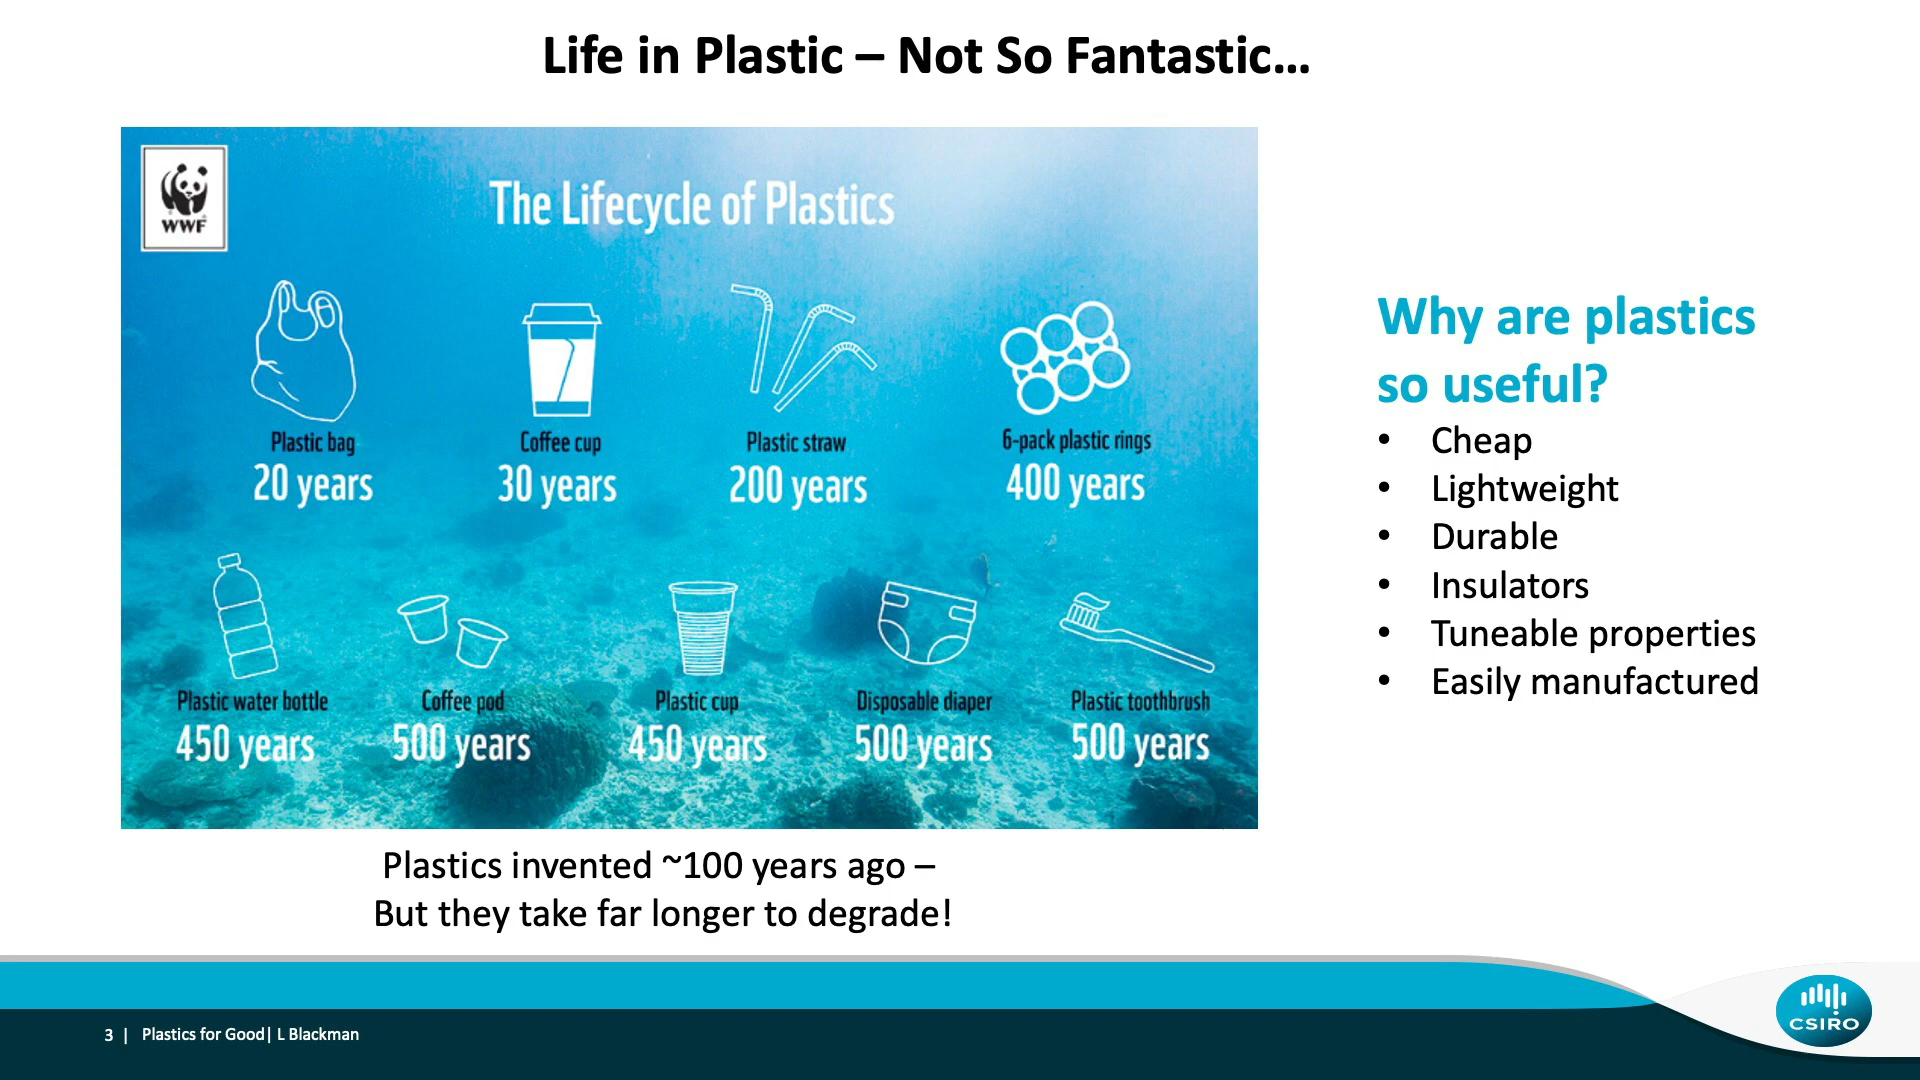 Life in Plastic – Not So Fantastic...
WWF
The Lifecycle of Plastics
Plastic bag
20 years
Coffee cup
30 years
Plastic straw
200 years
6-pack plastic rings
400 years
Plastic water bottle
450 years
Coffee pod
500 years
Plastic cup
450 years
Disposable diaper
500 years
Plastic toothbrush
500 years
Plastics invented ~100 years ago –
But they take far longer to degrade!
Why are plastics
so useful?
• Cheap
• Lightweight
• Durable
• Insulators
• Tuneable properties
• Easily manufactured
3 | Plastics for Good| L Blackman
CSIRO